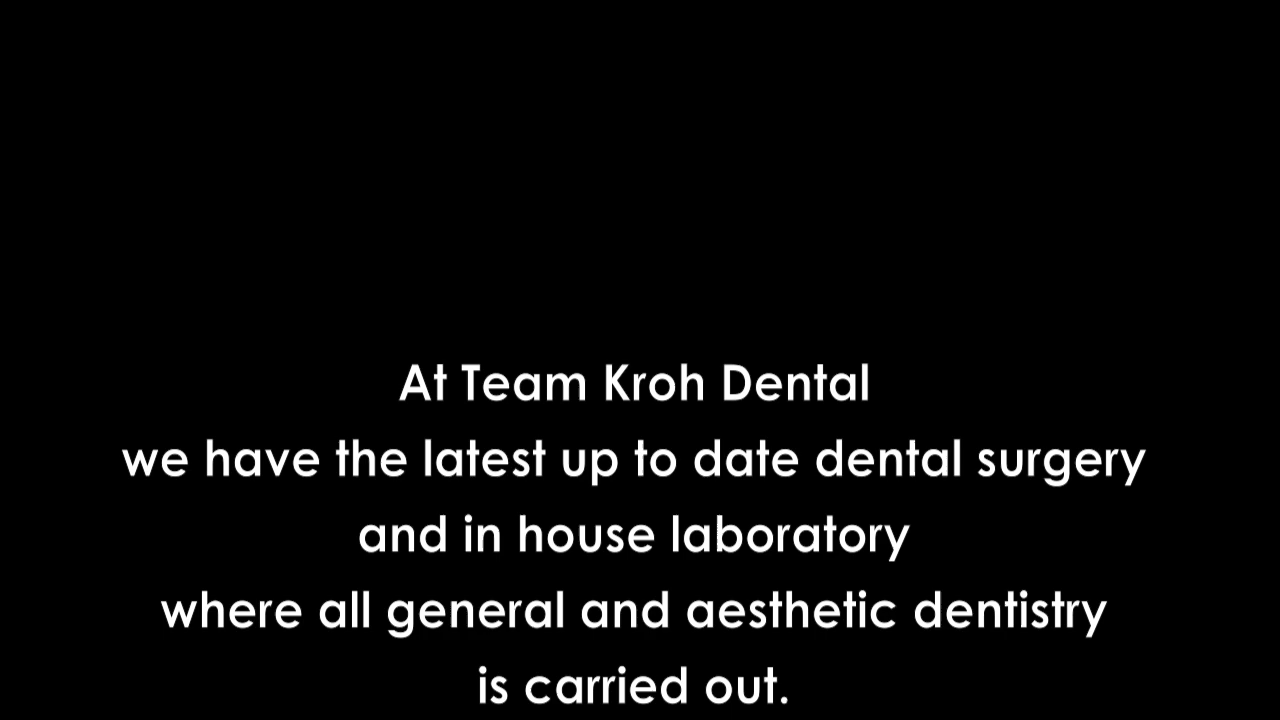 At Team Kroh Dental
we have the latest up to date dental surgery
and in house laboratory
where all general and aesthetic dentistry
is carried out.